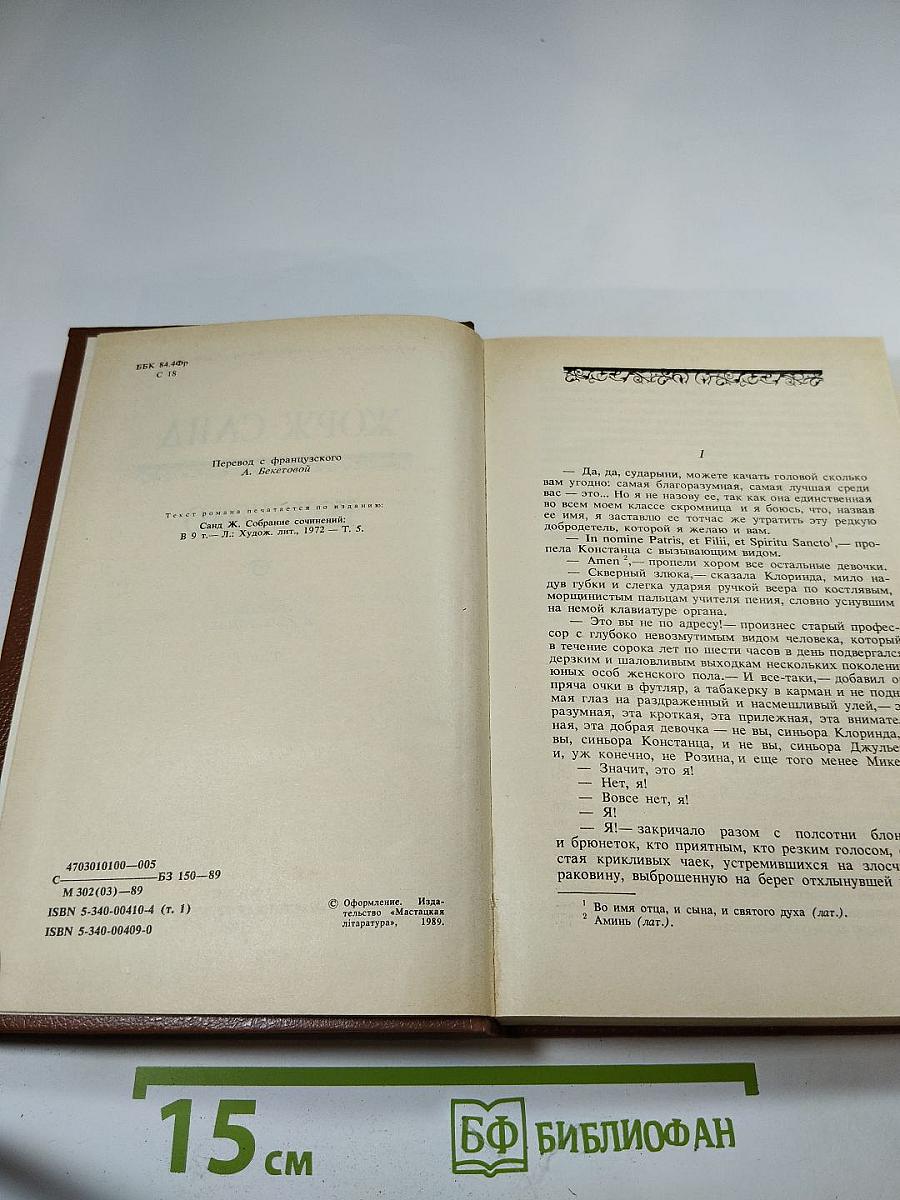 ББК 84.4Фр
С 18
ЖОРЖ САНД
Перевод с французского
А. Бекетовой
Текст романа печатается по изданию:
Санд Ж. Собрание сочинений:
В 9 т.— Л.: Худож. лит., 1972 — Т. 5.
4703010100—005
С БЗ 150—89
М 302(03)—89
ISBN 5-340-00410-4 (т. 1)
ISBN 5-340-00409-0
© Оформление. Изда-
тельство «Мастацкая
літаратура», 1989.
I
— Да, да, сударыни, можете качать головой сколько
вам угодно: самая благоразумная, самая лучшая среди
вас — это... Но я не назову ее, так как она единственная
во всем моем классе скромница и я боюсь, что, назвав
ее имя, я заставлю ее тотчас же утратить эту редкую
добродетель, которой я желаю и вам.
— In nomine Patris, et Filii, et Spiritu Sancto¹,— про-
пела Констанца с вызывающим видом.
— Amen²,— пропели хором все остальные девочки.
— Скверный злюка,— сказала Клоринда, мило на-
дув губки и слегка ударяя ручкой веера по костлявым,
морщинистым пальцам учителя пения, словно уснувшим
на немой клавиатуре органа.
— Это вы не по адресу!— произнес старый профес-
сор с глубоко невозмутимым видом человека, который
в течение сорока лет по шести часов в день подвергался
дерзким и шаловливым выходкам нескольких поколений
юных особ женского пола.— И все-таки,— добавил о
пряча очки в футляр, а табакерку в карман и не подн
мая глаз на раздраженный и насмешливый улей,— э
разумная, эта кроткая, эта прилежная, эта внимател
ная, эта добрая девочка — не вы, синьора Клоринда,
вы, синьора Констанца, и не вы, синьора Джулье
и, уж конечно, не Розина, и еще того менее Мике
— Значит, это я!
— Нет, я!
— Вовсе нет, я!
— Я!
— Я!— закричало разом с полсотни блон
и брюнеток, кто приятным, кто резким голосом,
стая крикливых чаек, устремившихся на злосч
раковину, выброшенную на берег отхлынувшей
¹ Во имя отца, и сына, и святого духа (лат.).
² Аминь (лат.).
15 см
БФ БИБЛИОФАН